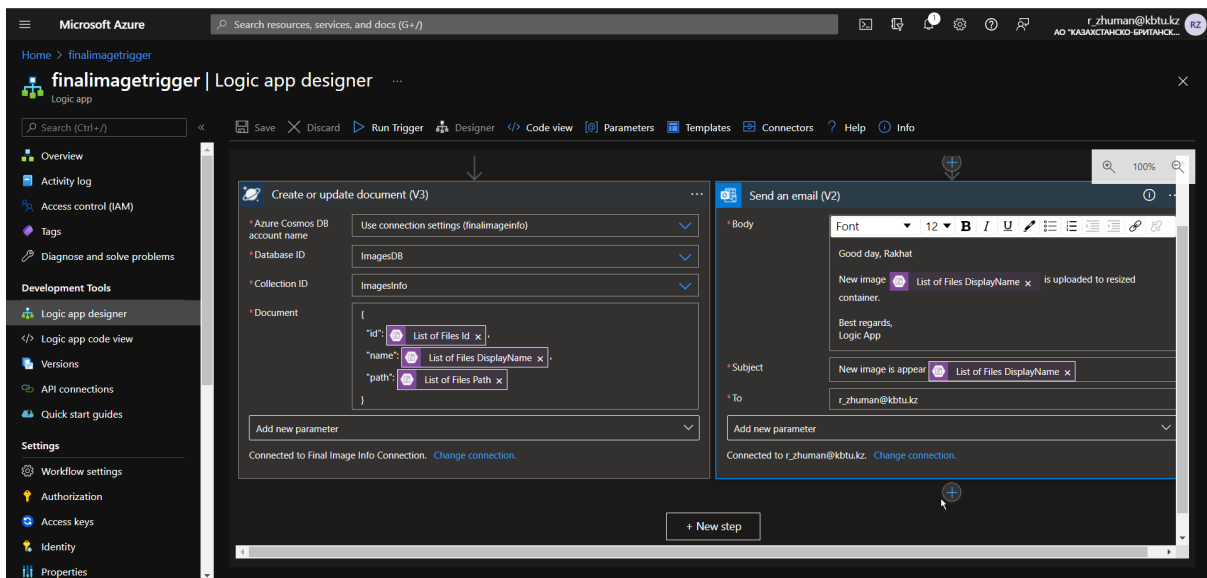 Microsoft Azure
Search resources, services, and docs (G+/)
1
r_zhuman@kbtu.kz
АО "КАЗАХСТАНСКО-БРИТАНСК...
RZ
Home > finalimagetrigger
finalimagetrigger | Logic app designer ...
Logic app
Search (Ctrl+/)
«
Save Discard Run Trigger Designer Code view Parameters Templates Connectors Help Info
Overview
Activity log
Access control (IAM)
Tags
Diagnose and solve problems
Development Tools
Logic app designer
Logic app code view
Versions
API connections
Quick start guides
Settings
Workflow settings
Authorization
Access keys
Identity
Properties
100%
Create or update document (V3) ...
* Azure Cosmos DB account name
Use connection settings (finalimageinfo)
* Database ID
ImagesDB
* Collection ID
ImagesInfo
* Document
{
"id": List of Files Id x ,
"name": List of Files DisplayName x ,
"path": List of Files Path x
}
Add new parameter
Connected to Final Image Info Connection. Change connection.
Send an email (V2)
* Body
Font 12 B I U
Good day, Rakhat
New image List of Files DisplayName x is uploaded to resized
container.
Best regards,
Logic App
* Subject
New image is appear List of Files DisplayName x
* To
r_zhuman@kbtu.kz
Add new parameter
Connected to r_zhuman@kbtu.kz. Change connection.
+ New step